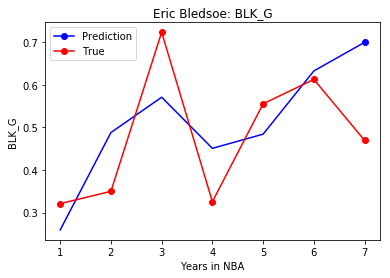 Eric Bledsoe: BLK_G
Prediction
True
BLK_G
0.7
0.6
0.5
0.4
0.3
1 2 3 4 5 6 7
Years in NBA